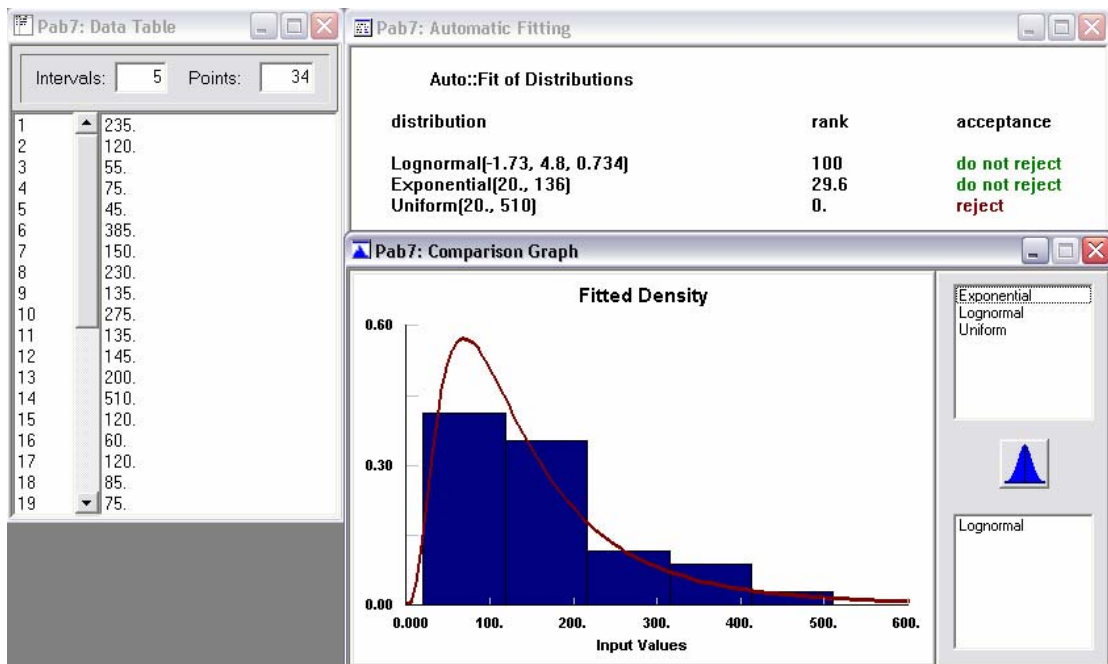 Pab7: Data Table
Intervals: 5 Points: 34
1 235.
2 120.
3 55.
4 75.
5 45.
6 385.
7 150.
8 230.
9 135.
10 275.
11 135.
12 145.
13 200.
14 510.
15 120.
16 60.
17 120.
18 85.
19 75.
Pab7: Automatic Fitting
Auto::Fit of Distributions
distribution rank acceptance
Lognormal(-1.73, 4.8, 0.734) 100 do not reject
Exponential(20., 136) 29.6 do not reject
Uniform(20., 510) 0. reject
Pab7: Comparison Graph
Fitted Density
0.60
0.30
0.00
0.000 100. 200. 300. 400. 500. 600.
Input Values
Exponential
Lognormal
Uniform
Lognormal